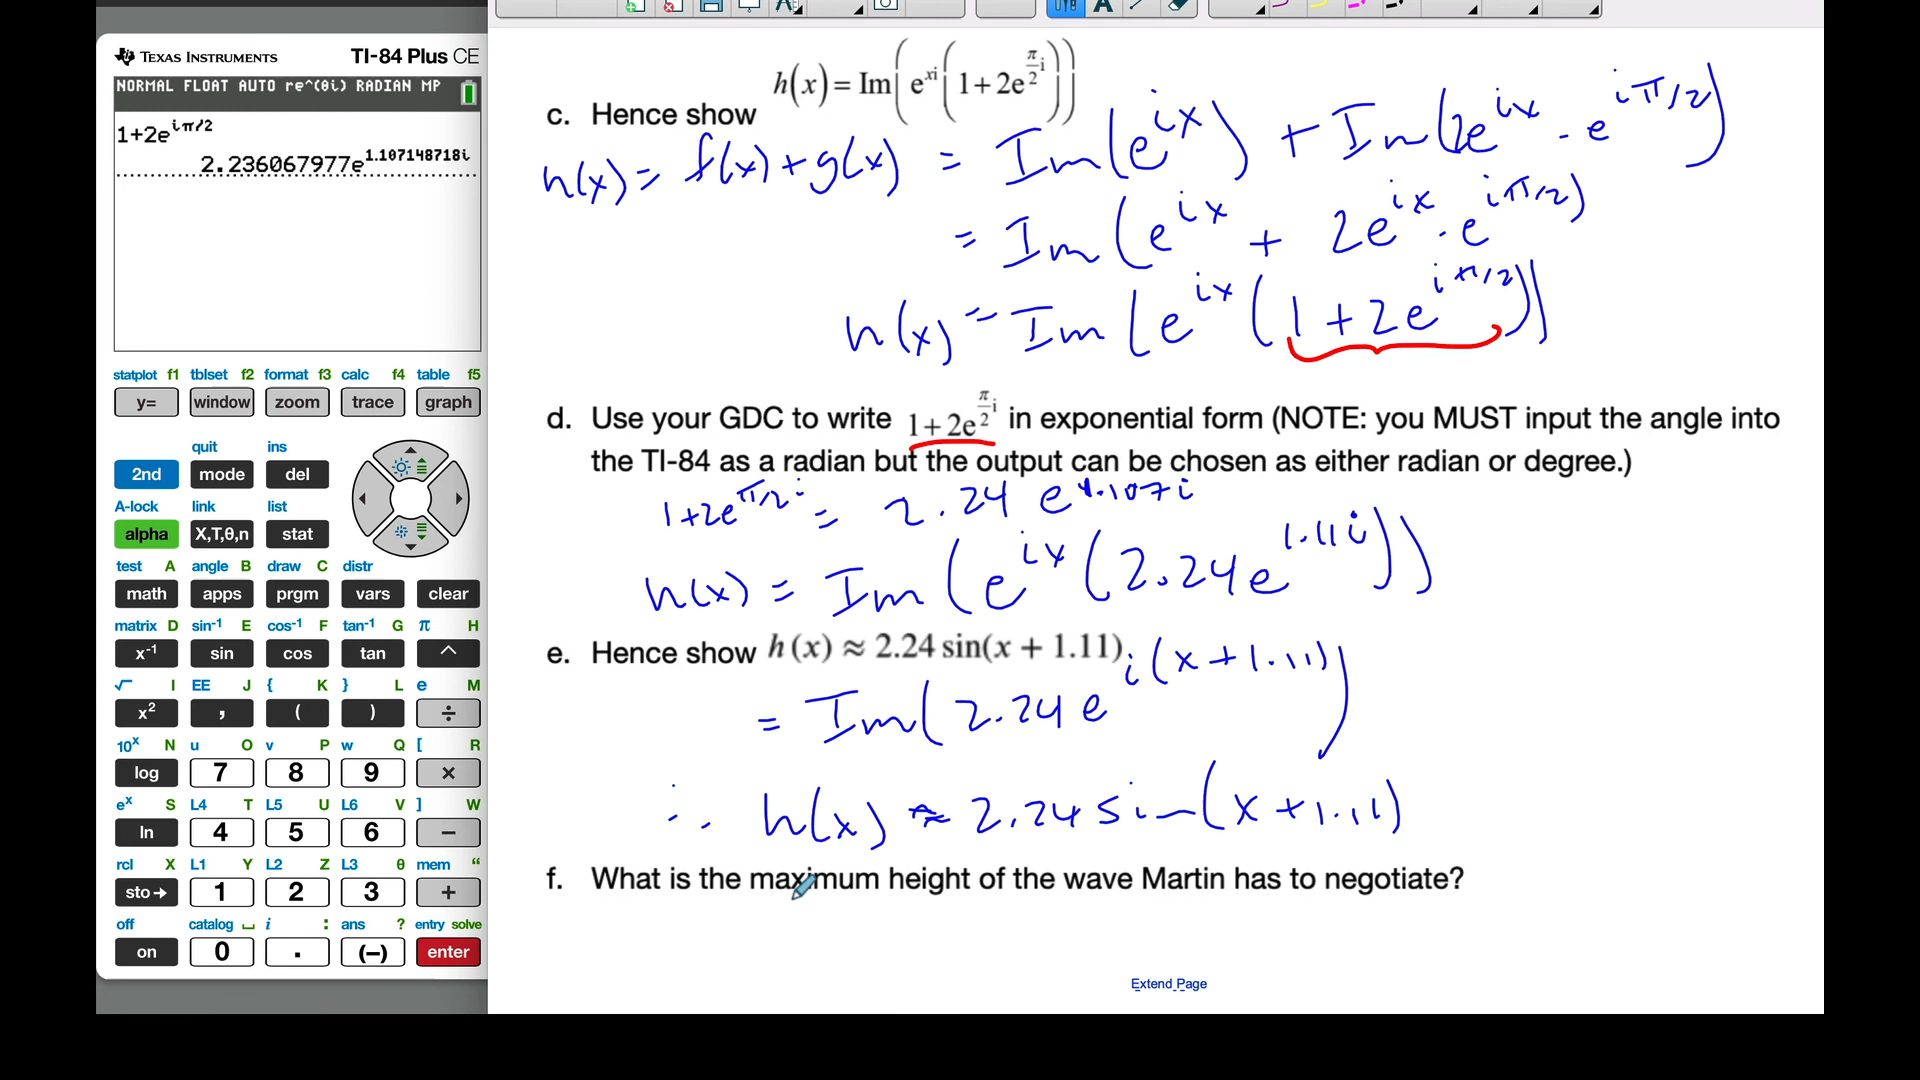 TEXAS INSTRUMENTS TI-84 Plus CE
NORMAL FLOAT AUTO re^(θi) RADIAN MP
1+2e^(iπ/2)
2.236067977e^(1.107148718i)
statplot f1 tblset f2 format f3 calc f4 table f5
y= window zoom trace graph
quit ins
2nd mode del
A-lock link list
alpha X,T,θ,n stat
test A angle B draw C distr
math apps prgm vars clear
matrix D sin⁻¹ E cos⁻¹ F tan⁻¹ G π H
x⁻¹ sin cos tan ^
√ I EE J { K } L e M
x² , ( ) ÷
10ˣ N u O v P w Q [ R
log 7 8 9 ×
eˣ S L4 T L5 U L6 V ] W
ln 4 5 6 −
rcl X L1 Y L2 Z L3 θ mem “
sto→ 1 2 3 +
off catalog ⎵ i : ans ? entry solve
on 0 . (−) enter
c. Hence show h(x) = Im(e^(xi)(1+2e^(π/2 i)))
h(x) = f(x) + g(x) = Im(e^(ix)) + Im(2e^(ix) · e^(iπ/2))
= Im(e^(ix) + 2e^(ix) · e^(iπ/2))
h(x) = Im(e^(ix)(1+2e^(iπ/2)))
d. Use your GDC to write 1+2e^(π/2 i) in exponential form (NOTE: you MUST input the angle into
the TI-84 as a radian but the output can be chosen as either radian or degree.)
1+2e^(π/2 i) = 2.24 e^(1.107i)
h(x) = Im(e^(ix)(2.24e^(1.11i)))
e. Hence show h(x) ≈ 2.24 sin(x + 1.11).
= Im(2.24 e^(i(x+1.11)))
∴ h(x) ≈ 2.24 sin(x+1.11)
f. What is the maximum height of the wave Martin has to negotiate?
Extend Page